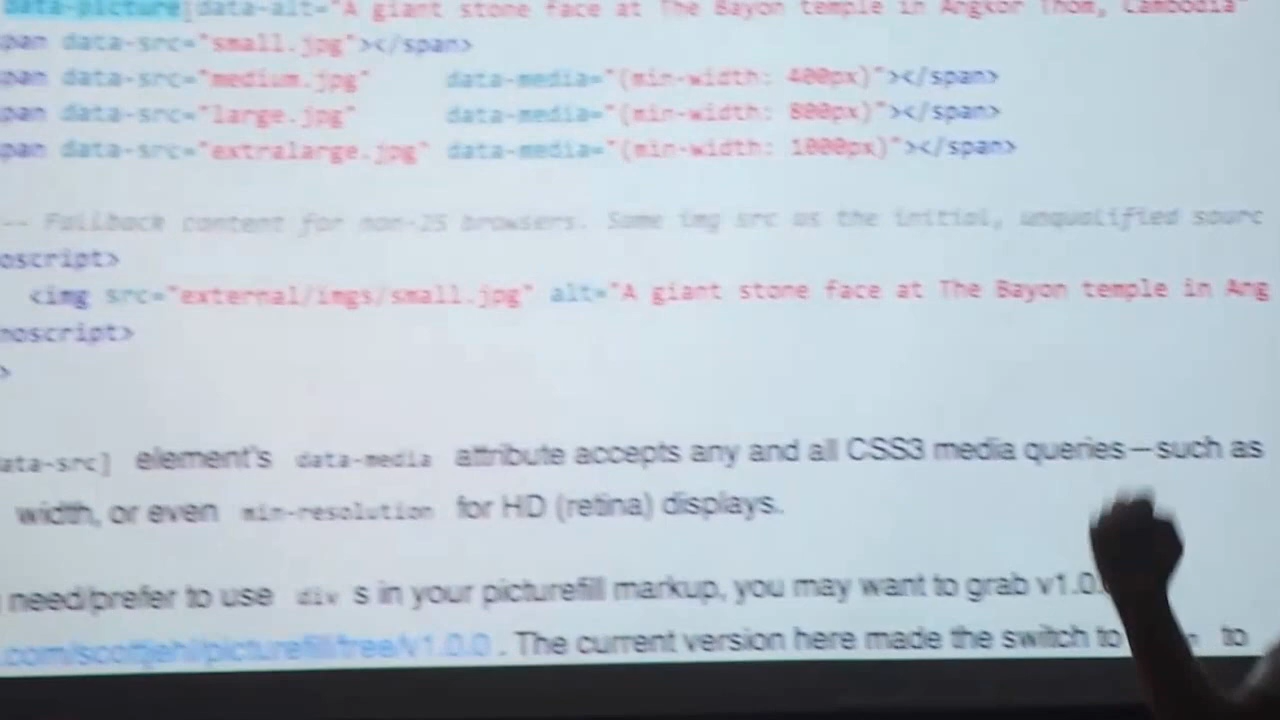 data-picture data-alt="A giant stone face at The Bayon temple in Angkor Thom, Cambodia"
pan data-src="small.jpg"></span>
pan data-src="medium.jpg" data-media="(min-width: 400px)"></span>
pan data-src="large.jpg" data-media="(min-width: 800px)"></span>
pan data-src="extralarge.jpg" data-media="(min-width: 1000px)"></span>
-- Fallback content for non-JS browsers. Same img src as the initial, unqualified sourc
oscript>
<img src="external/imgs/small.jpg" alt="A giant stone face at The Bayon temple in Ang
noscript>
>
ata-src] element's data-media attribute accepts any and all CSS3 media queries—such as
width, or even min-resolution for HD (retina) displays.
need/prefer to use div s in your picturefill markup, you may want to grab v1.0.
.com/scottjehl/picturefill/tree/v1.0.0 . The current version here made the switch to to